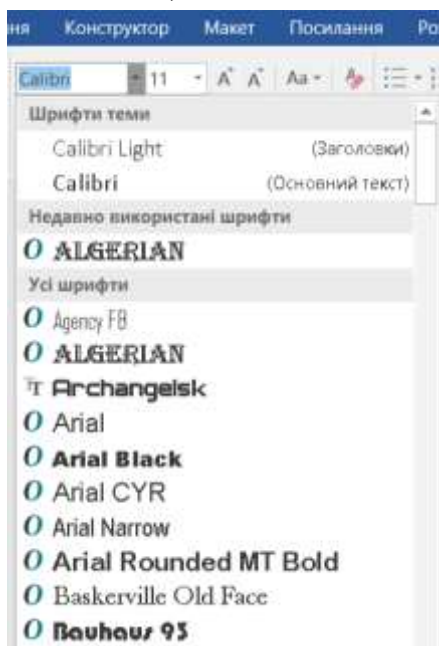 ня Конструктор Макет Посилання Ро
Calibri 11 A A Aa
Шрифти теми
Calibri Light (Заголовки)
Calibri (Основний текст)
Недавно використані шрифти
O ALGERIAN
Усі шрифти
O Agency FB
O ALGERIAN
Tr Archangelsk
O Arial
O Arial Black
O Arial CYR
O Arial Narrow
O Arial Rounded MT Bold
O Baskerville Old Face
O Bauhaus 93